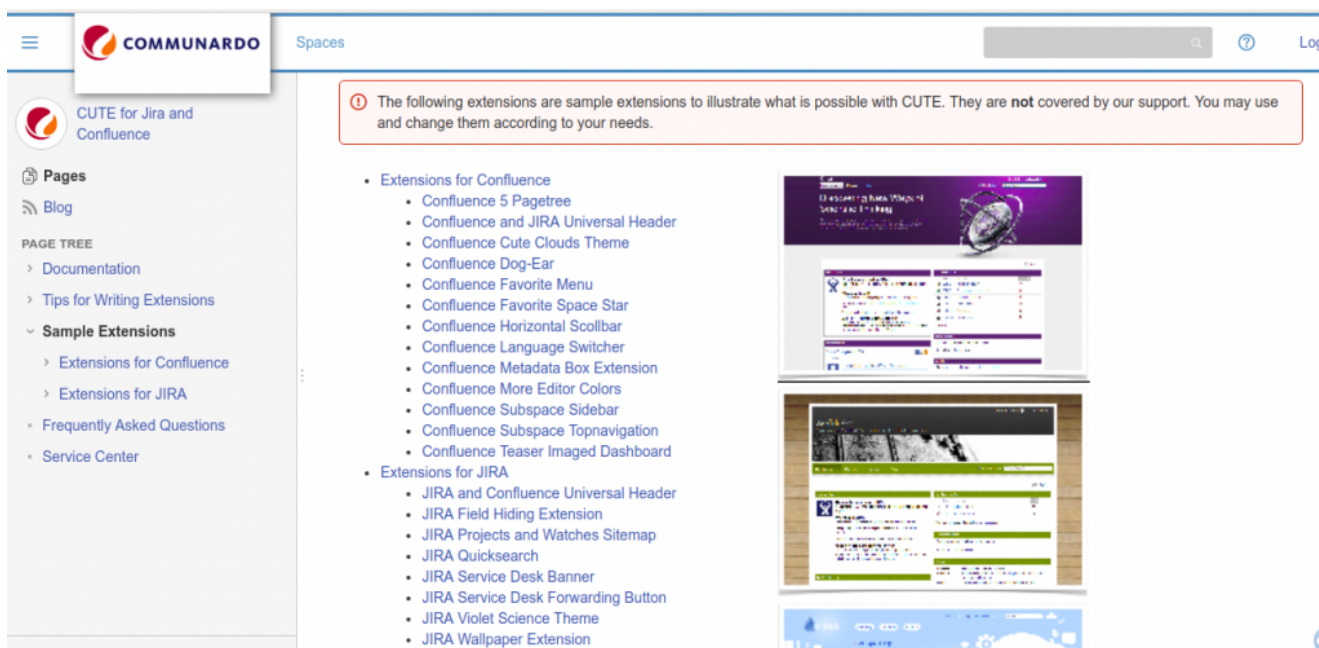 COMMUNARDO
Spaces
CUTE for Jira and
Confluence
Pages
Blog
PAGE TREE
Documentation
Tips for Writing Extensions
Sample Extensions
Extensions for Confluence
Extensions for JIRA
Frequently Asked Questions
Service Center
The following extensions are sample extensions to illustrate what is possible with CUTE. They are not covered by our support. You may use
and change them according to your needs.
Extensions for Confluence
Confluence 5 Pagetree
Confluence and JIRA Universal Header
Confluence Cute Clouds Theme
Confluence Dog-Ear
Confluence Favorite Menu
Confluence Favorite Space Star
Confluence Horizontal Scollbar
Confluence Language Switcher
Confluence Metadata Box Extension
Confluence More Editor Colors
Confluence Subspace Sidebar
Confluence Subspace Topnavigation
Confluence Teaser Imaged Dashboard
Extensions for JIRA
JIRA and Confluence Universal Header
JIRA Field Hiding Extension
JIRA Projects and Watches Sitemap
JIRA Quicksearch
JIRA Service Desk Banner
JIRA Service Desk Forwarding Button
JIRA Violet Science Theme
JIRA Wallpaper Extension
Discovering New Ways of